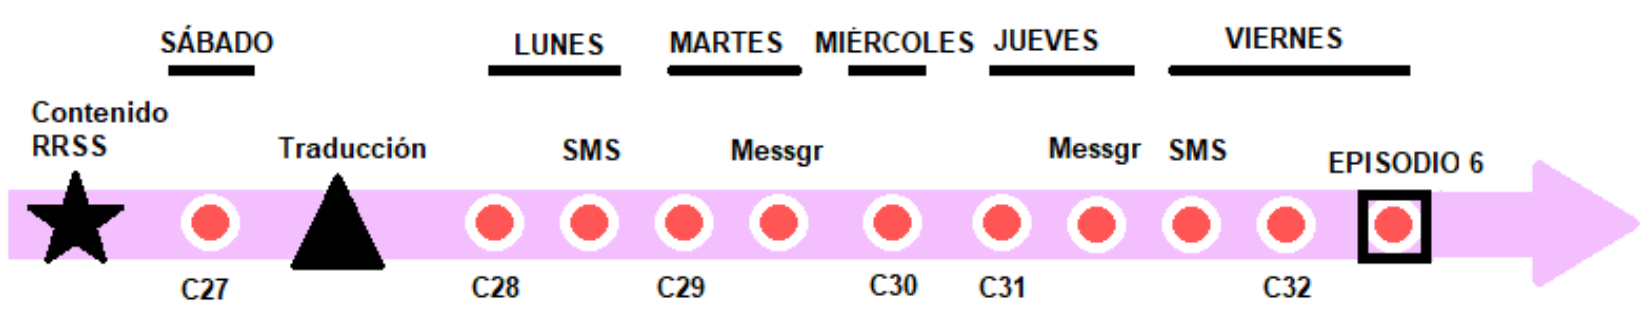 SÁBADO
LUNES
MARTES
MIÉRCOLES
JUEVES
VIERNES
Contenido
RRSS
Traducción
SMS
Messgr
Messgr
SMS
EPISODIO 6
C27
C28
C29
C30
C31
C32